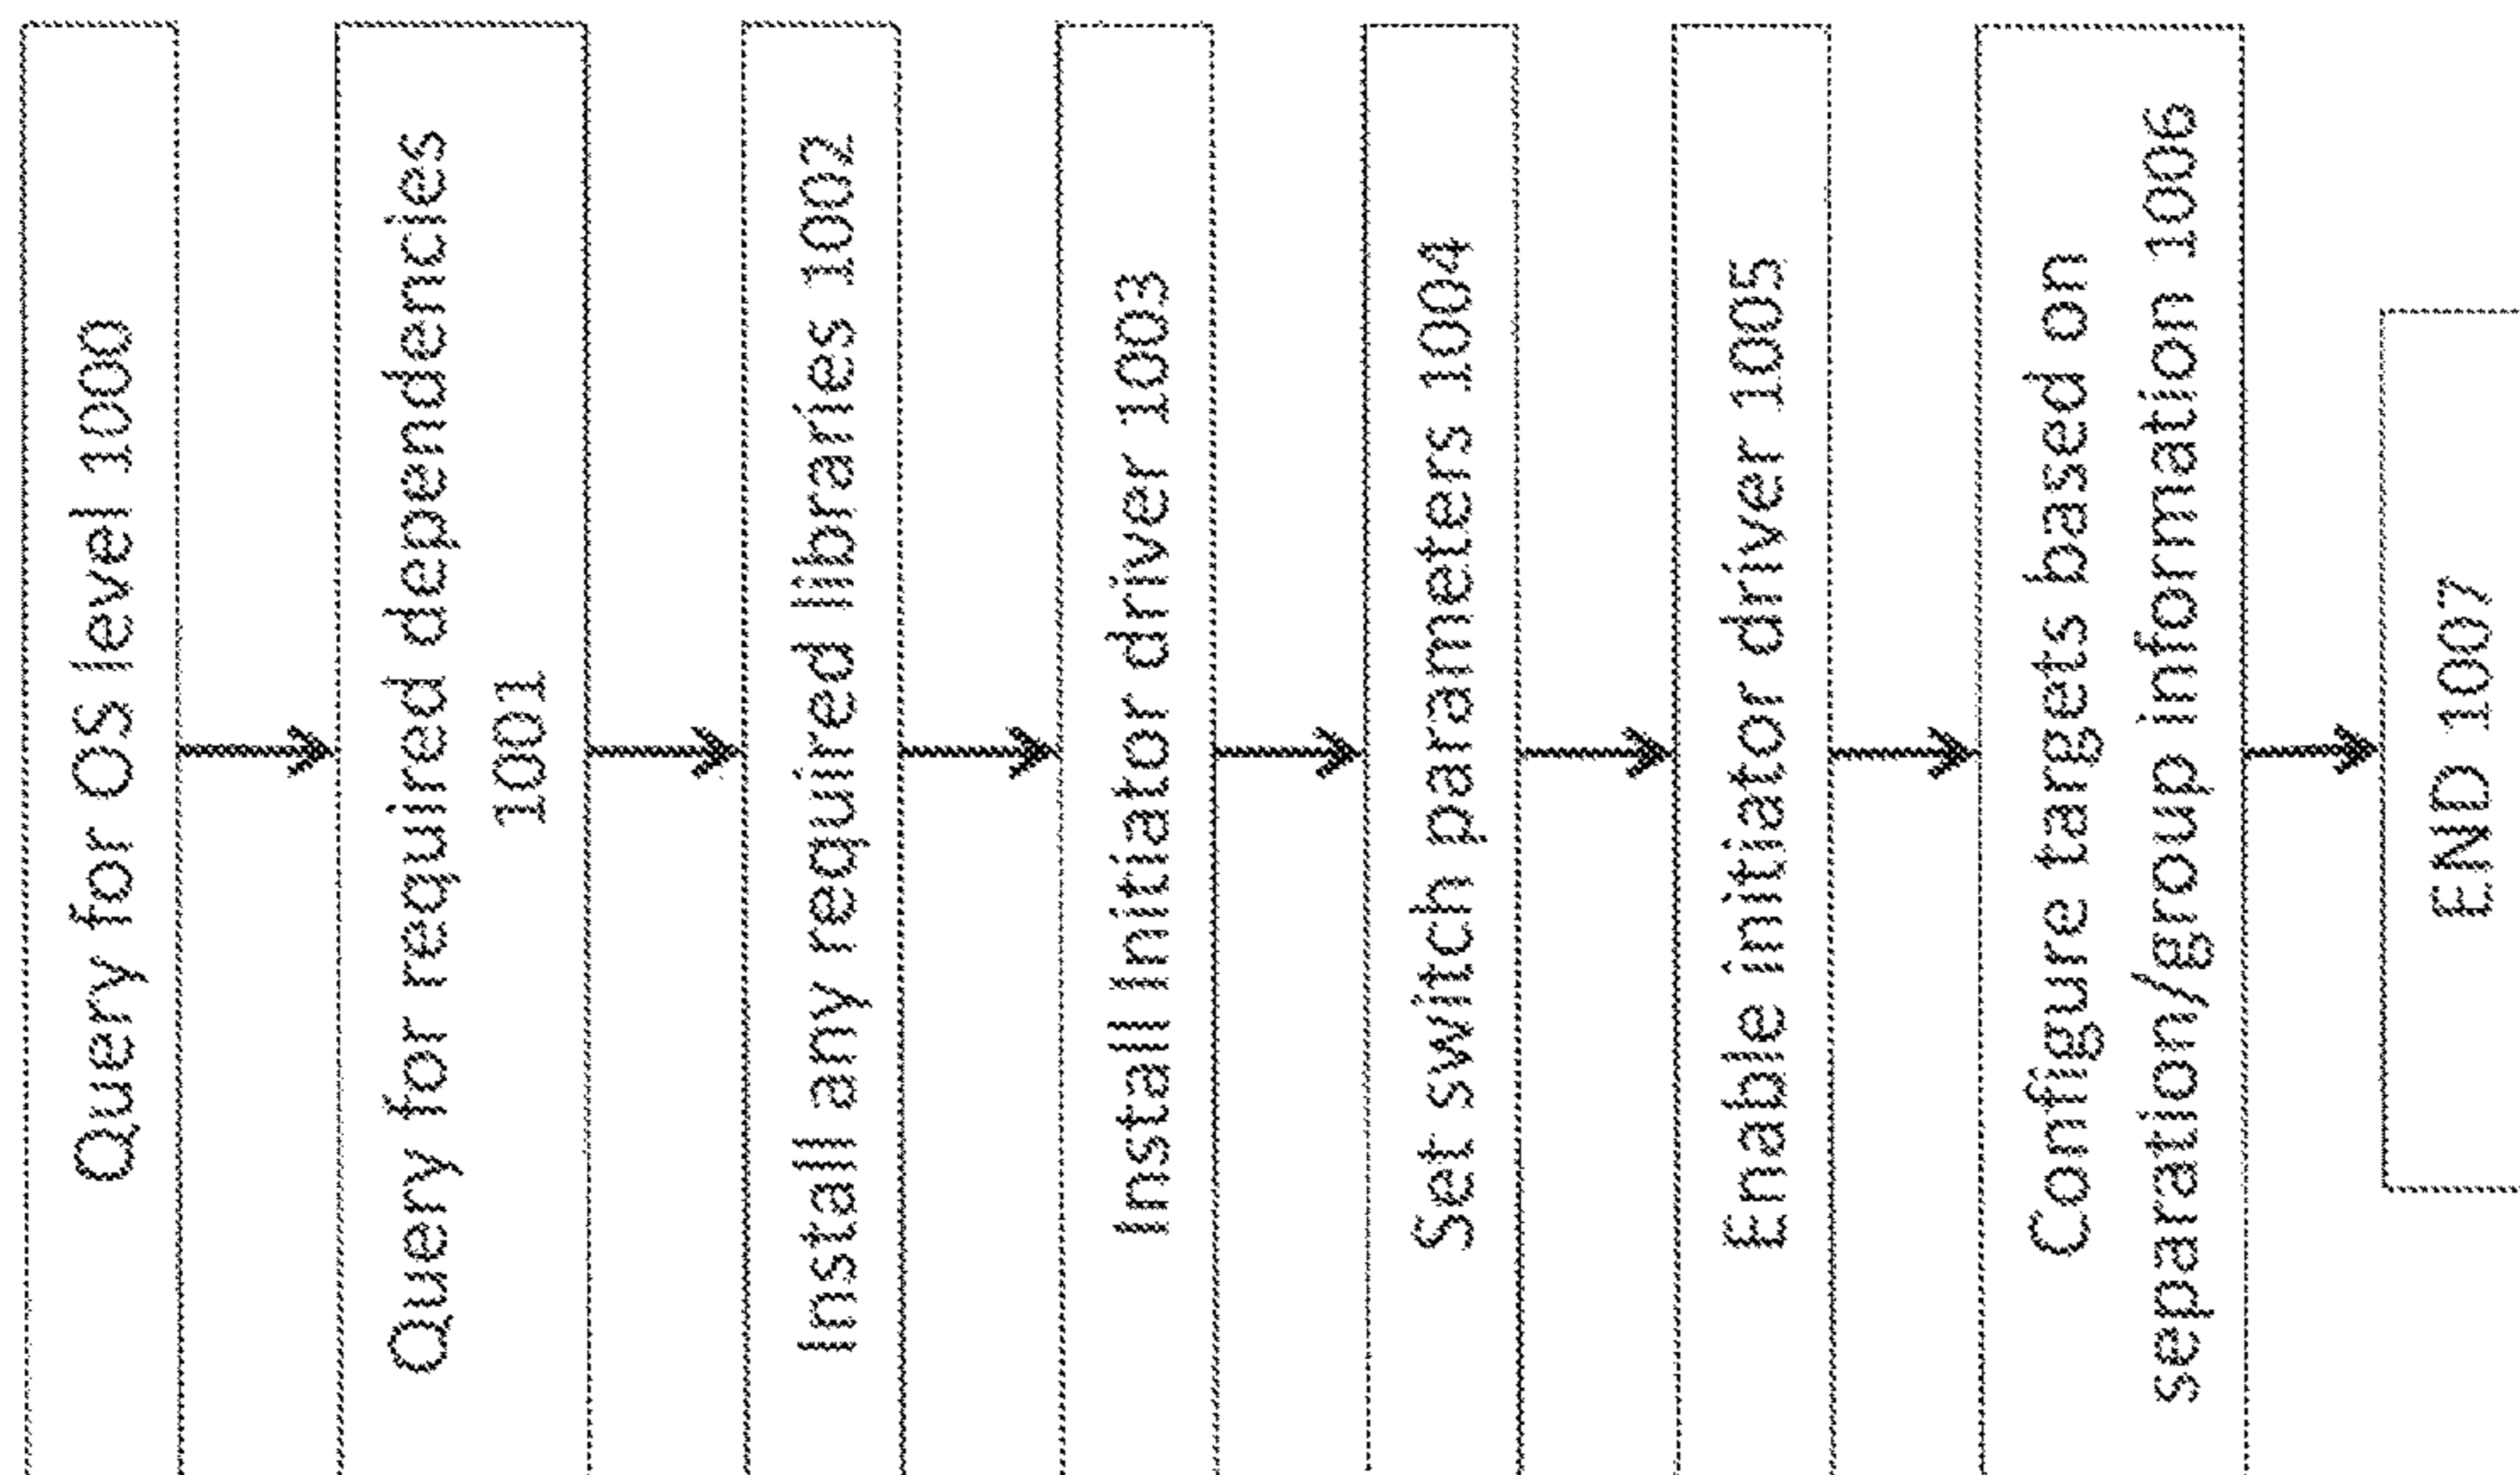 Query for OS level 1000
Query for required dependencies
1001
Install any required libraries 1002
Install Initiator driver 1003
Set switch parameters 1004
Enable initiator driver 1005
Configure targets based on
separation/group information 1006
END 1007